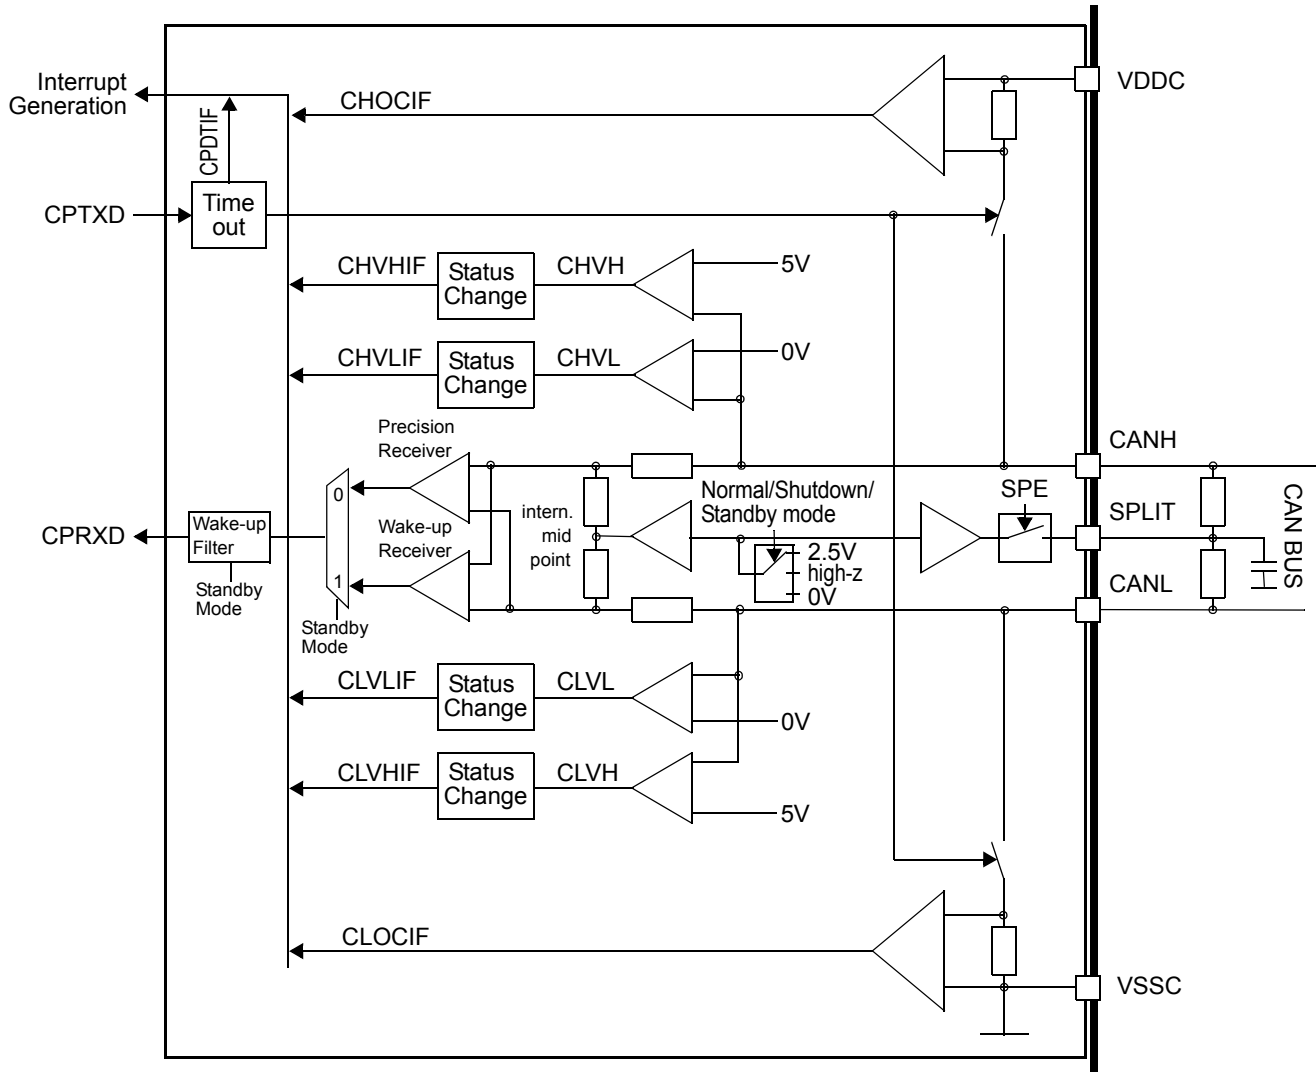 Interrupt
Generation
CHOCIF
VDDC
CPDTIF
CPTXD
Time
out
CHVHIF
Status
Change
CHVH
5V
CHVLIF
Status
Change
CHVL
0V
Precision
Receiver
CANH
0
Normal/Shutdown/
Standby mode
SPE
intern.
mid
point
SPLIT
CAN BUS
CPRXD
Wake-up
Filter
Wake-up
Receiver
2.5V
high-z
0V
1
CANL
Standby
Mode
Standby
Mode
CLVLIF
Status
Change
CLVL
0V
CLVHIF
Status
Change
CLVH
5V
CLOCIF
VSSC